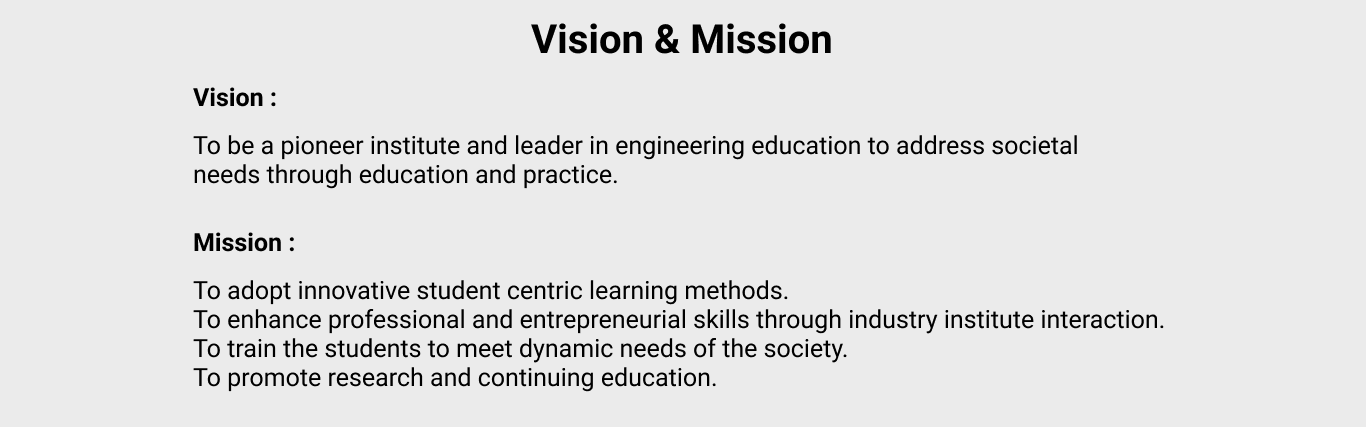 Vision & Mission
Vision :
To be a pioneer institute and leader in engineering education to address societal
needs through education and practice.
Mission :
To adopt innovative student centric learning methods.
To enhance professional and entrepreneurial skills through industry institute interaction.
To train the students to meet dynamic needs of the society.
To promote research and continuing education.